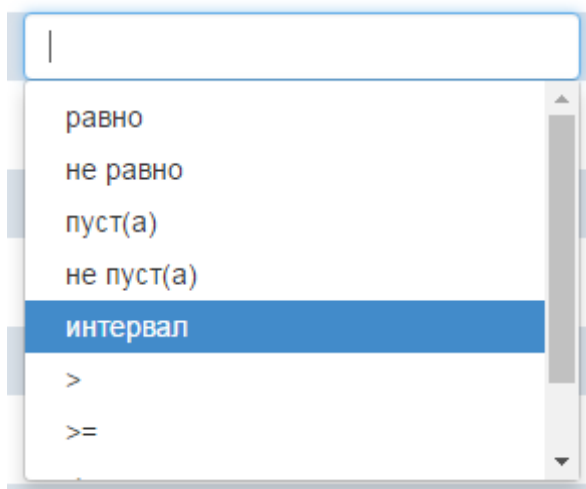 равно
не равно
пуст(а)
не пуст(а)
интервал
>
>=